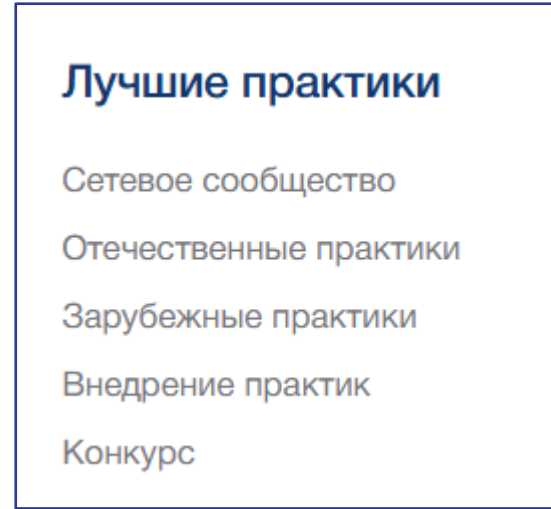 Лучшие практики
Сетевое сообщество
Отечественные практики
Зарубежные практики
Внедрение практик
Конкурс